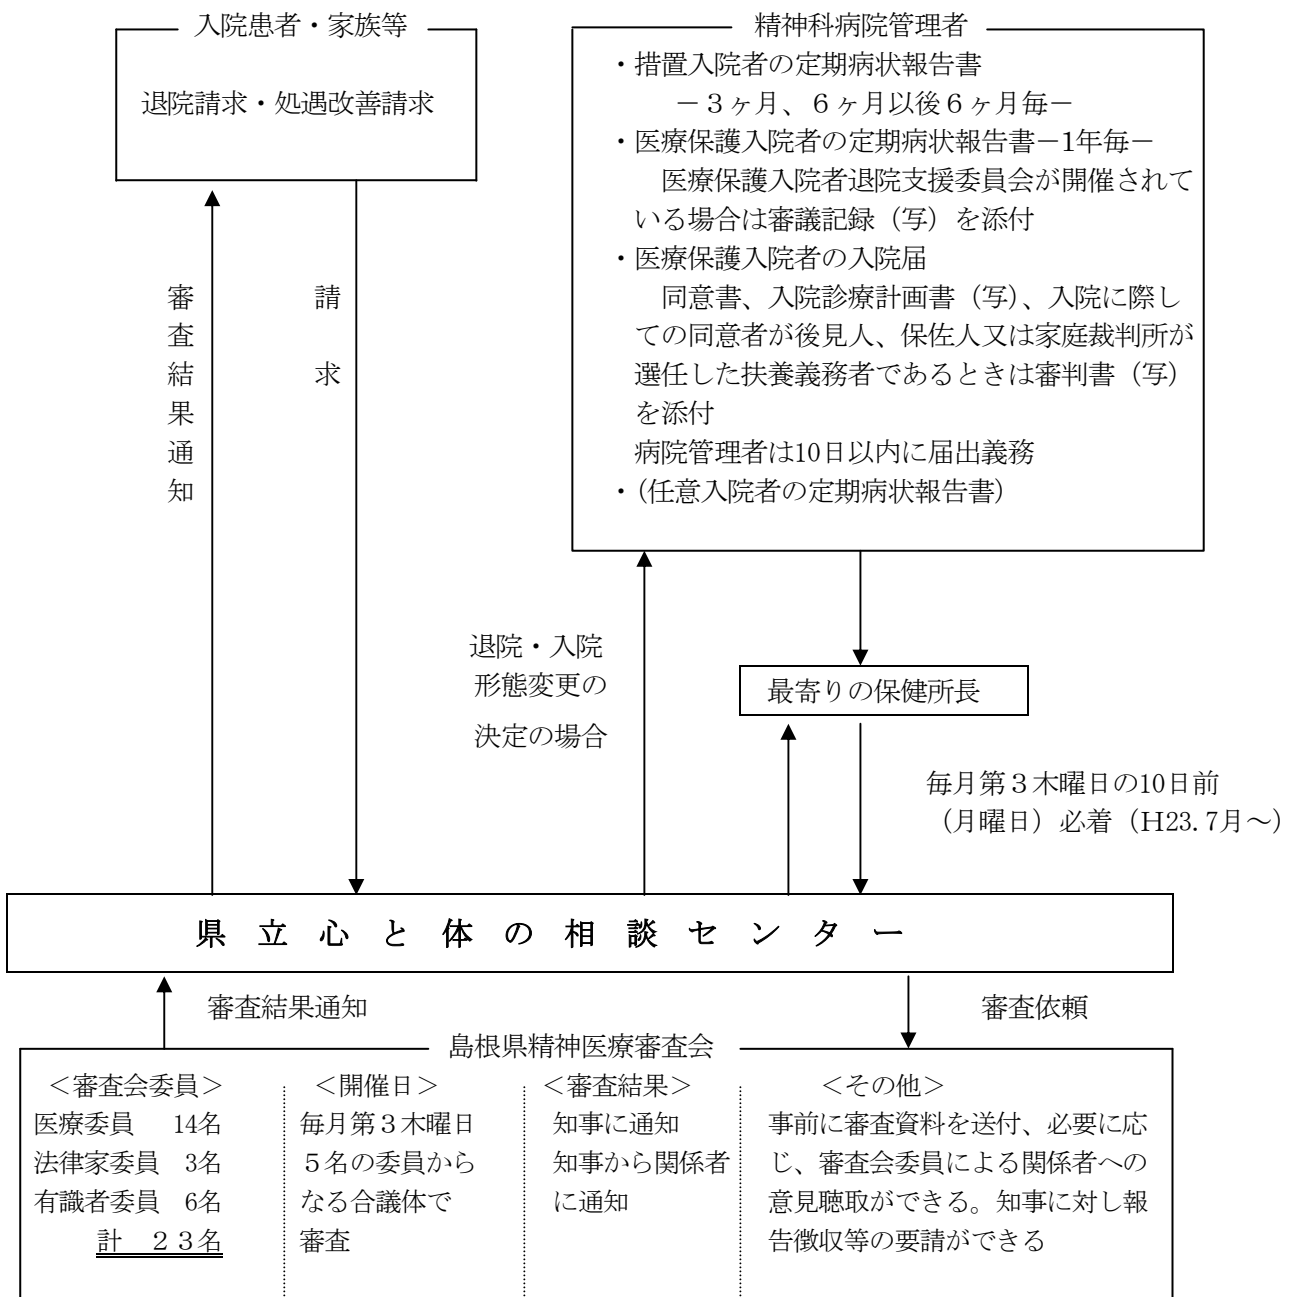 入院患者・家族等
退院請求・処遇改善請求
精神科病院管理者
・措置入院者の定期病状報告書
－３ヶ月、６ヶ月以後６ヶ月毎－
・医療保護入院者の定期病状報告書－1年毎－
医療保護入院者退院支援委員会が開催されて
いる場合は審議記録（写）を添付
・医療保護入院者の入院届
同意書、入院診療計画書（写）、入院に際し
ての同意者が後見人、保佐人又は家庭裁判所が
選任した扶養義務者であるときは審判書（写）
を添付
病院管理者は10日以内に届出義務
・（任意入院者の定期病状報告書）
審査結果通知
請求
退院・入院
形態変更の
決定の場合
最寄りの保健所長
毎月第３木曜日の10日前
（月曜日）必着（H23.7月～）
県立心と体の相談センター
審査結果通知
審査依頼
島根県精神医療審査会
＜審査会委員＞
医療委員　14名
法律家委員　3名
有識者委員　6名
計　２３名
＜開催日＞
毎月第３木曜日
５名の委員から
なる合議体で
審査
＜審査結果＞
知事に通知
知事から関係者
に通知
＜その他＞
事前に審査資料を送付、必要に応
じ、審査会委員による関係者への
意見聴取ができる。知事に対し報
告徴収等の要請ができる